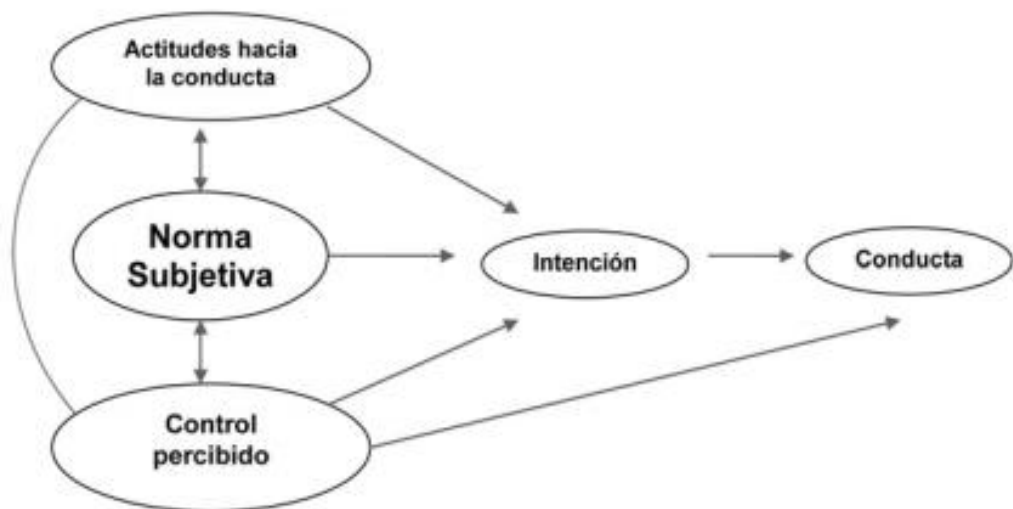 Actitudes hacia
la conducta
Norma
Subjetiva
Intención
Conducta
Control
percibido